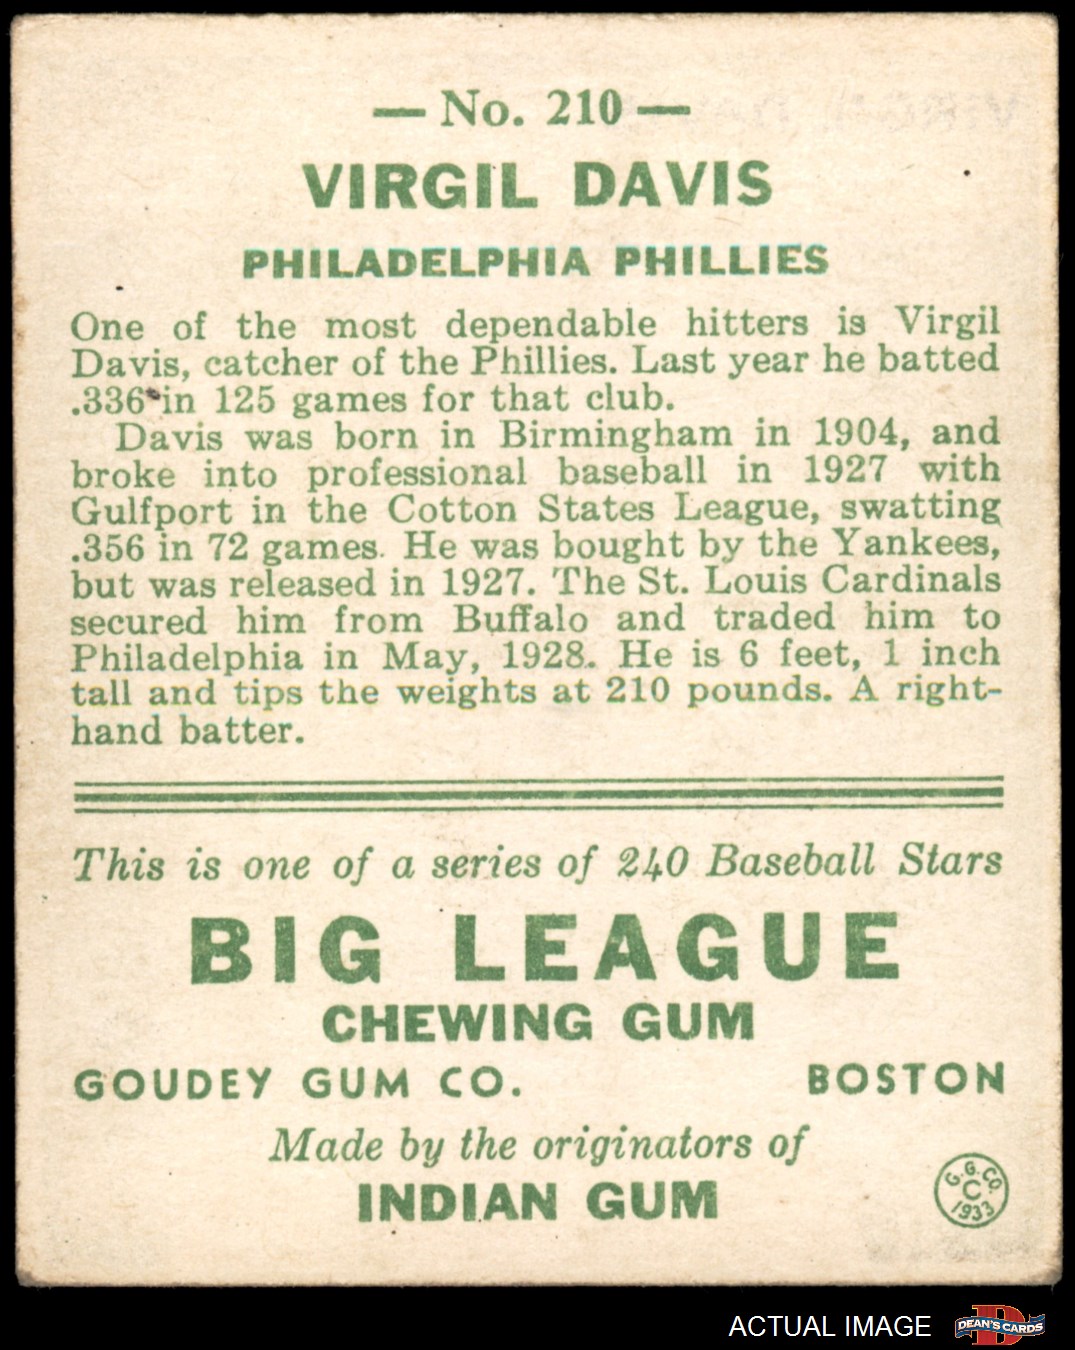 — No. 210 —
VIRGIL DAVIS
PHILADELPHIA PHILLIES
One of the most dependable hitters is Virgil
Davis, catcher of the Phillies. Last year he batted
.336 in 125 games for that club.
Davis was born in Birmingham in 1904, and
broke into professional baseball in 1927 with
Gulfport in the Cotton States League, swatting
.356 in 72 games. He was bought by the Yankees,
but was released in 1927. The St. Louis Cardinals
secured him from Buffalo and traded him to
Philadelphia in May, 1928. He is 6 feet, 1 inch
tall and tips the weights at 210 pounds. A right-
hand batter.
This is one of a series of 240 Baseball Stars
BIG LEAGUE
CHEWING GUM
GOUDEY GUM CO. BOSTON
Made by the originators of
INDIAN GUM
G.G.CO.
C
1933
ACTUAL IMAGE
D
DEAN'S CARDS